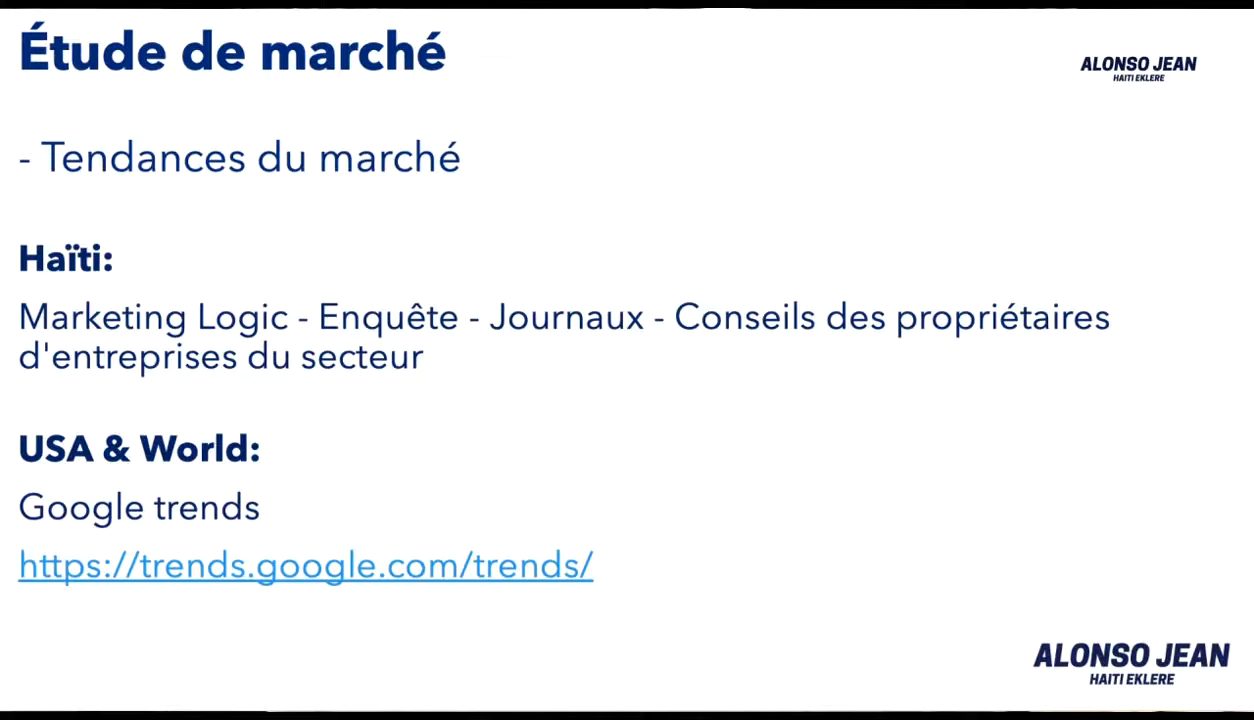 Étude de marché
ALONSO JEAN
HAITI EKLERE
- Tendances du marché
Haïti:
Marketing Logic - Enquête - Journaux - Conseils des propriétaires
d'entreprises du secteur
USA & World:
Google trends
https://trends.google.com/trends/
ALONSO JEAN
HAITI EKLERE